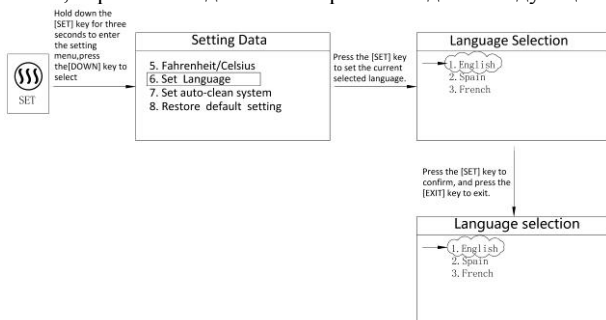 Hold down the
[SET] key for three
seconds to enter
the setting
menu,press
the[DOWN] key to
select
SET
Setting Data
5. Fahrenheit/Celsius
6. Set Language
7. Set auto-clean system
8. Restore default setting
Press the [SET] key
to set the current
selected language.
Language Selection
1. English
2. Spain
3. French
Press the [SET] key to
confirm, and press the
[EXIT] key to exit.
Language selection
1. English
2. Spain
3. French